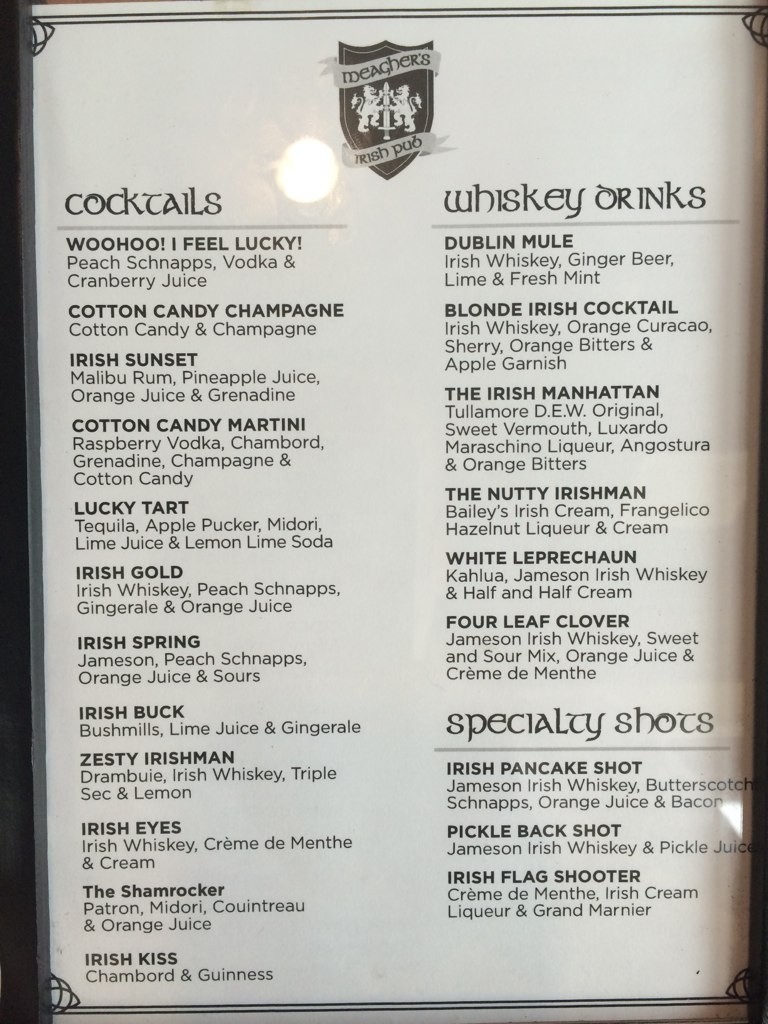 MEAGHER'S
IRISH PUB
COCKTAILS
WOOHOO! I FEEL LUCKY!
Peach Schnapps, Vodka &
Cranberry Juice
COTTON CANDY CHAMPAGNE
Cotton Candy & Champagne
IRISH SUNSET
Malibu Rum, Pineapple Juice,
Orange Juice & Grenadine
COTTON CANDY MARTINI
Raspberry Vodka, Chambord,
Grenadine, Champagne &
Cotton Candy
LUCKY TART
Tequila, Apple Pucker, Midori,
Lime Juice & Lemon Lime Soda
IRISH GOLD
Irish Whiskey, Peach Schnapps,
Gingerale & Orange Juice
IRISH SPRING
Jameson, Peach Schnapps,
Orange Juice & Sours
IRISH BUCK
Bushmills, Lime Juice & Gingerale
ZESTY IRISHMAN
Drambuie, Irish Whiskey, Triple
Sec & Lemon
IRISH EYES
Irish Whiskey, Crème de Menthe
& Cream
The Shamrocker
Patron, Midori, Couintreau
& Orange Juice
IRISH KISS
Chambord & Guinness
WHISKEY DRINKS
DUBLIN MULE
Irish Whiskey, Ginger Beer,
Lime & Fresh Mint
BLONDE IRISH COCKTAIL
Irish Whiskey, Orange Curacao,
Sherry, Orange Bitters &
Apple Garnish
THE IRISH MANHATTAN
Tullamore D.E.W. Original,
Sweet Vermouth, Luxardo
Maraschino Liqueur, Angostura
& Orange Bitters
THE NUTTY IRISHMAN
Bailey's Irish Cream, Frangelico
Hazelnut Liqueur & Cream
WHITE LEPRECHAUN
Kahlua, Jameson Irish Whiskey
& Half and Half Cream
FOUR LEAF CLOVER
Jameson Irish Whiskey, Sweet
and Sour Mix, Orange Juice &
Crème de Menthe
SPECIALTY SHOTS
IRISH PANCAKE SHOT
Jameson Irish Whiskey, Butterscotch
Schnapps, Orange Juice & Bacon
PICKLE BACK SHOT
Jameson Irish Whiskey & Pickle Juice
IRISH FLAG SHOOTER
Crème de Menthe, Irish Cream
Liqueur & Grand Marnier